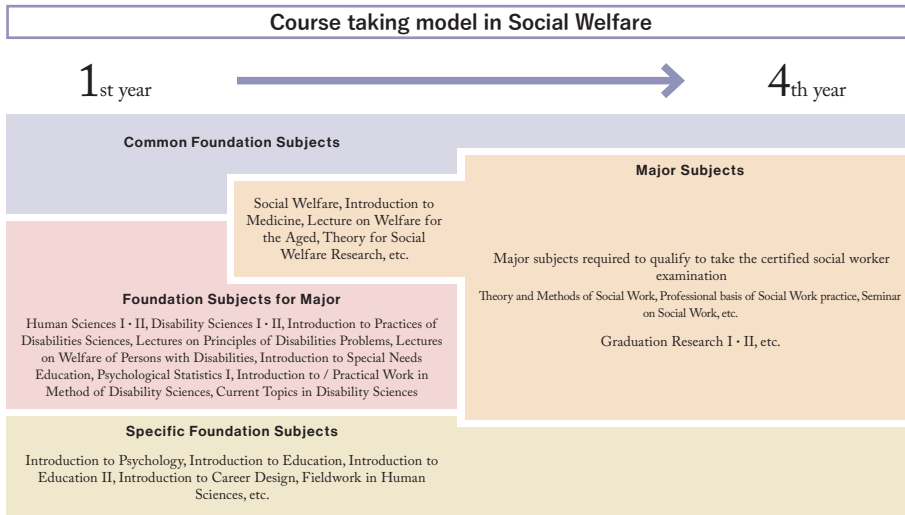 Course taking model in Social Welfare
1st year
4th year
Common Foundation Subjects
Major Subjects
Social Welfare, Introduction to
Medicine, Lecture on Welfare for
the Aged, Theory for Social
Welfare Research, etc.
Major subjects required to qualify to take the certified social worker
examination
Theory and Methods of Social Work, Professional basis of Social Work practice, Seminar
on Social Work, etc.
Graduation Research I・II, etc.
Foundation Subjects for Major
Human Sciences I・II, Disability Sciences I・II, Introduction to Practices of
Disabilities Sciences, Lectures on Principles of Disabilities Problems, Lectures
on Welfare of Persons with Disabilities, Introduction to Special Needs
Education, Psychological Statistics I, Introduction to / Practical Work in
Method of Disability Sciences, Current Topics in Disability Sciences
Specific Foundation Subjects
Introduction to Psychology, Introduction to Education, Introduction to
Education II, Introduction to Career Design, Fieldwork in Human
Sciences, etc.